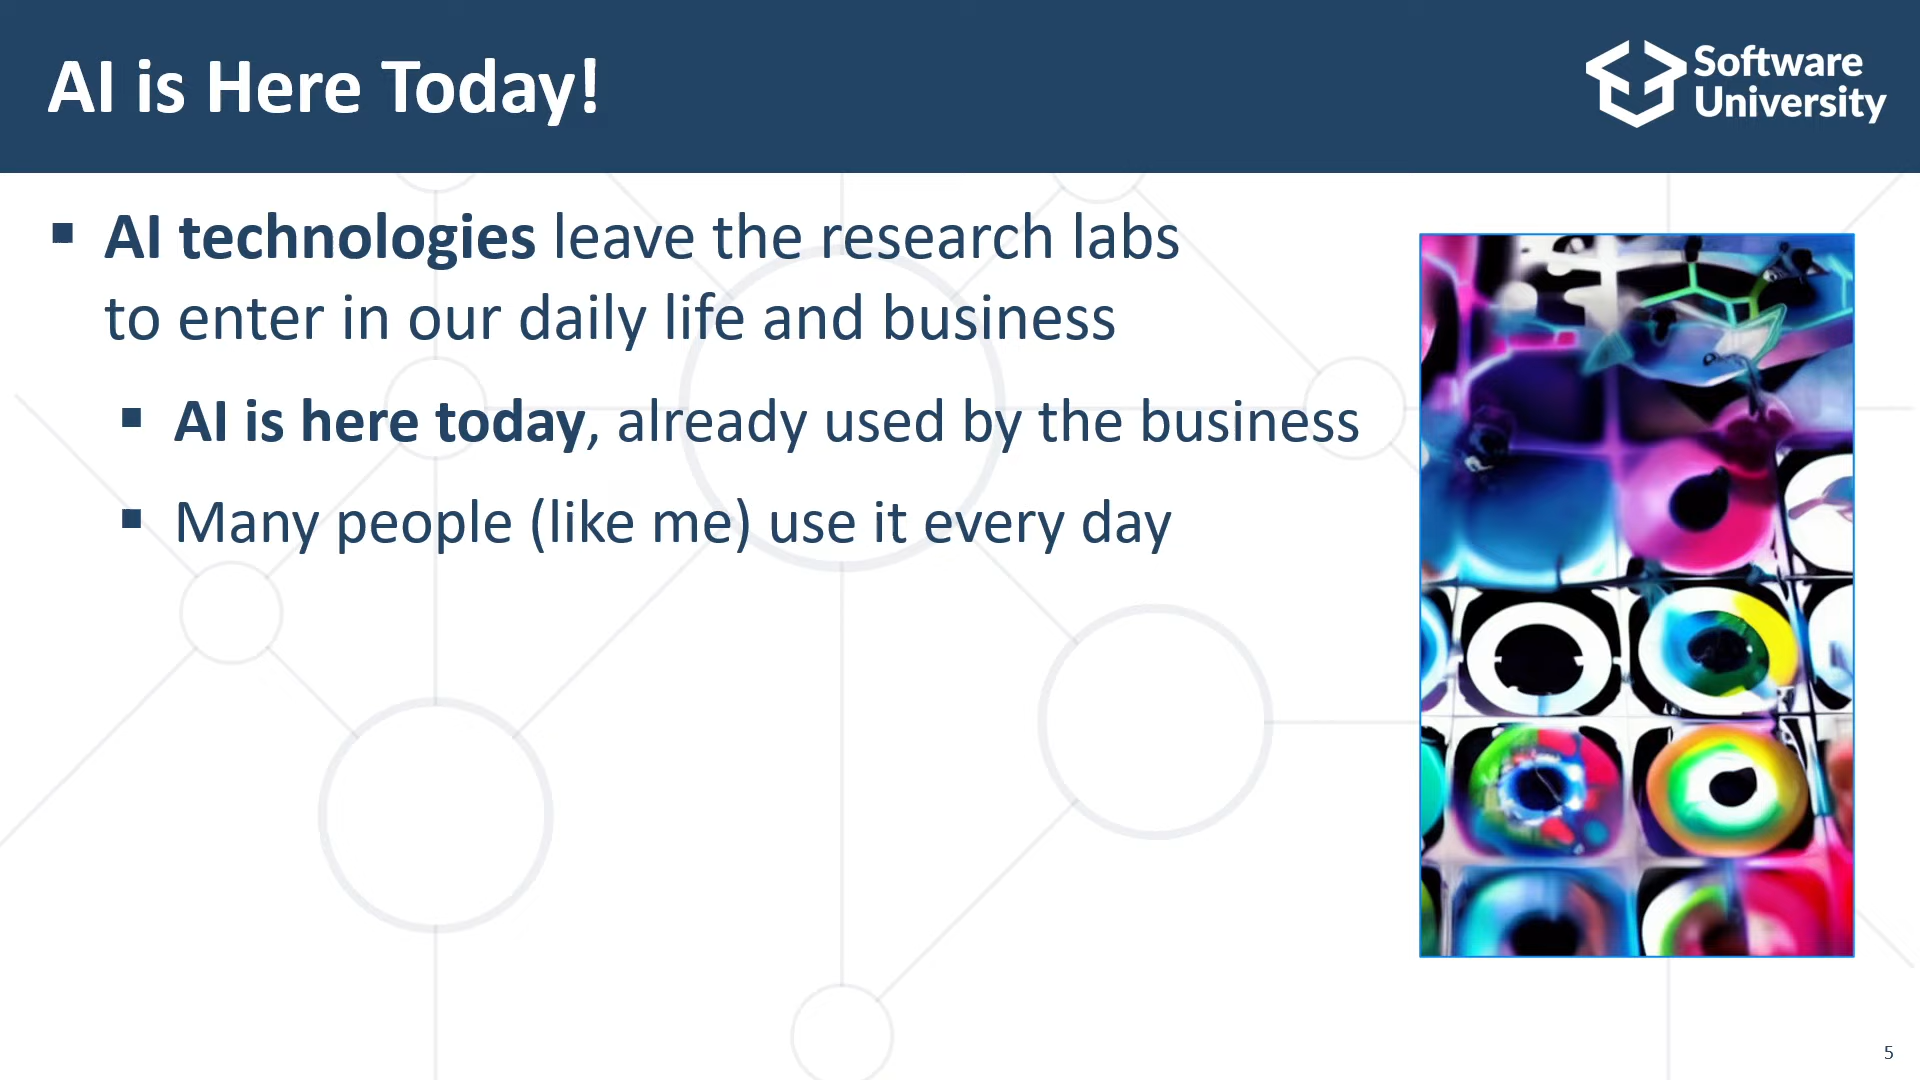 AI is Here Today!
Software
University
▪ AI technologies leave the research labs
to enter in our daily life and business
▪ AI is here today, already used by the business
▪ Many people (like me) use it every day
5